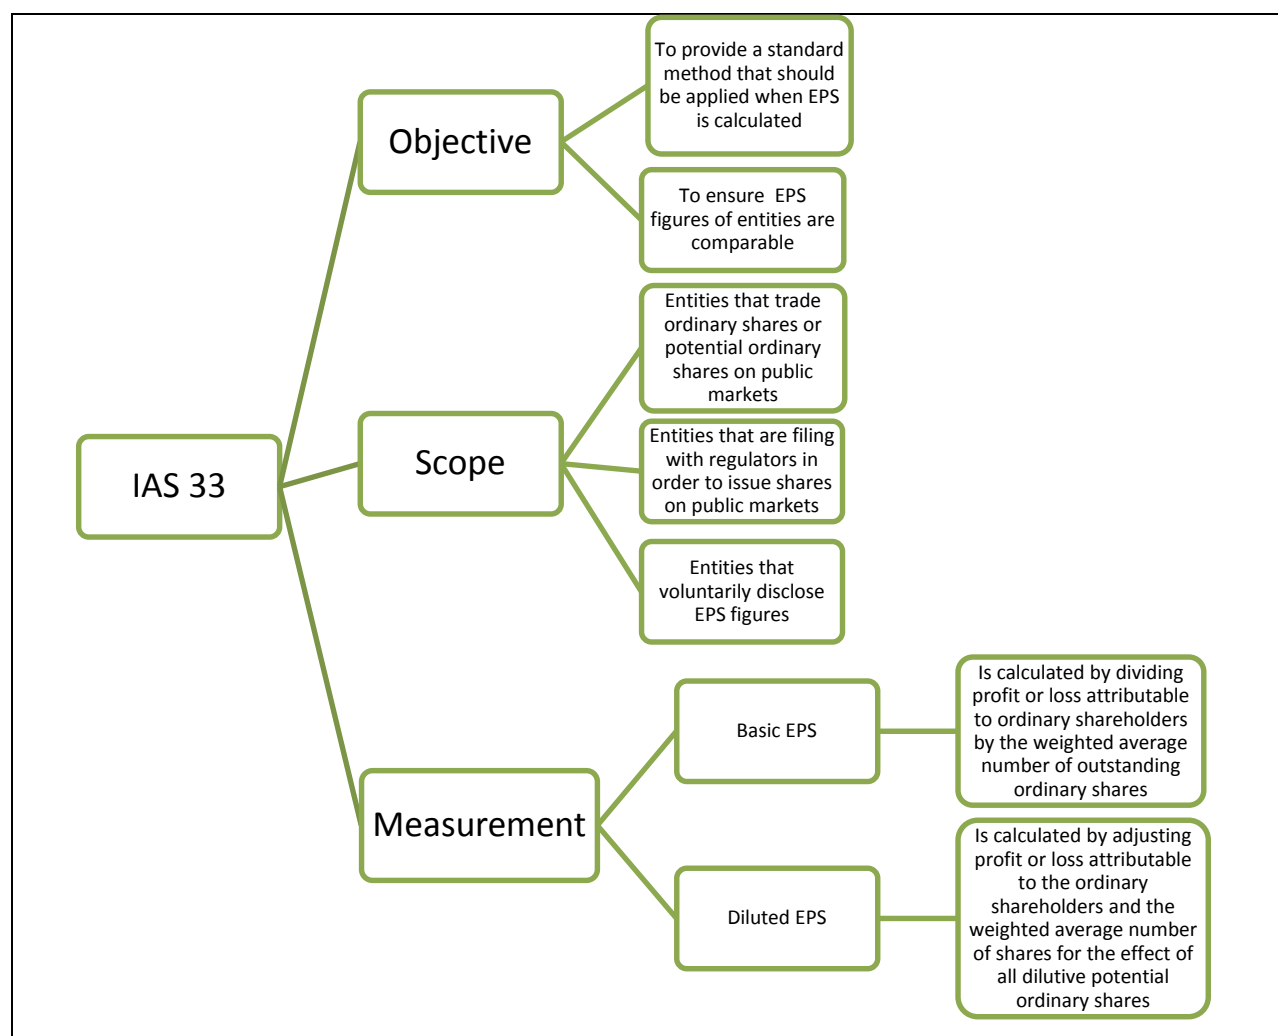 To provide a standard
method that should
be applied when EPS
is calculated
Objective
To ensure  EPS
figures of entities are
comparable
Entities that trade
ordinary shares or
potential ordinary
shares on public
markets
Scope
Entities that are filing
with regulators in
order to issue shares
on public markets
IAS 33
Entities that
voluntarily disclose
EPS figures
Basic EPS
Is calculated by dividing
profit or loss attributable
to ordinary shareholders
by the weighted average
number of outstanding
ordinary shares
Measurement
Diluted EPS
Is calculated by adjusting
profit or loss attributable
to the ordinary
shareholders and the
weighted average number
of shares for the effect of
all dilutive potential
ordinary shares